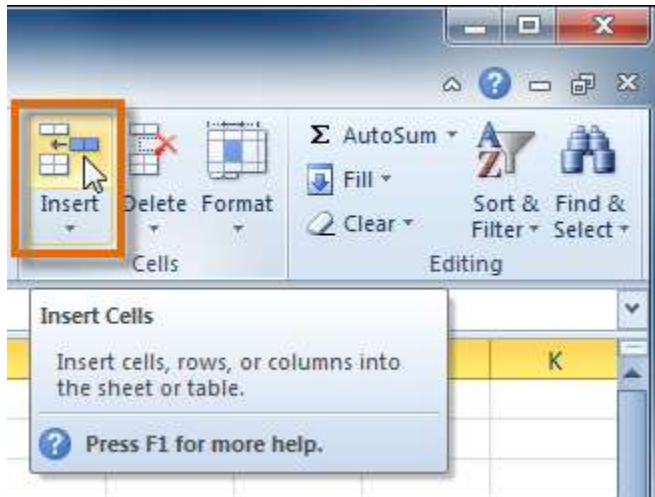 Σ AutoSum
Fill
Clear
Insert Delete Format
Sort & Filter
Find & Select
Cells
Editing
Insert Cells
Insert cells, rows, or columns into
the sheet or table.
Press F1 for more help.
K